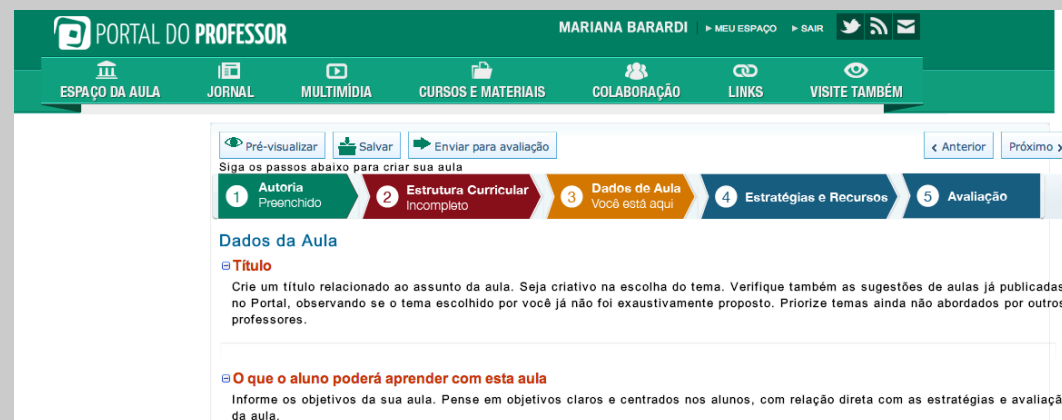 PORTAL DO PROFESSOR
MARIANA BARARDI MEU ESPAÇO SAIR
ESPAÇO DA AULA JORNAL MULTIMÍDIA CURSOS E MATERIAIS COLABORAÇÃO LINKS VISITE TAMBÉM
Pré-visualizar Salvar Enviar para avaliação ‹ Anterior Próximo ›
Siga os passos abaixo para criar sua aula
1 Autoria Preenchido
2 Estrutura Curricular Incompleto
3 Dados de Aula Você está aqui
4 Estratégias e Recursos
5 Avaliação
Dados da Aula
Título
Crie um título relacionado ao assunto da aula. Seja criativo na escolha do tema. Verifique também as sugestões de aulas já publicadas
no Portal, observando se o tema escolhido por você já não foi exaustivamente proposto. Priorize temas ainda não abordados por outros
professores.
O que o aluno poderá aprender com esta aula
Informe os objetivos da sua aula. Pense em objetivos claros e centrados nos alunos, com relação direta com as estratégias e avaliaçã
da aula.